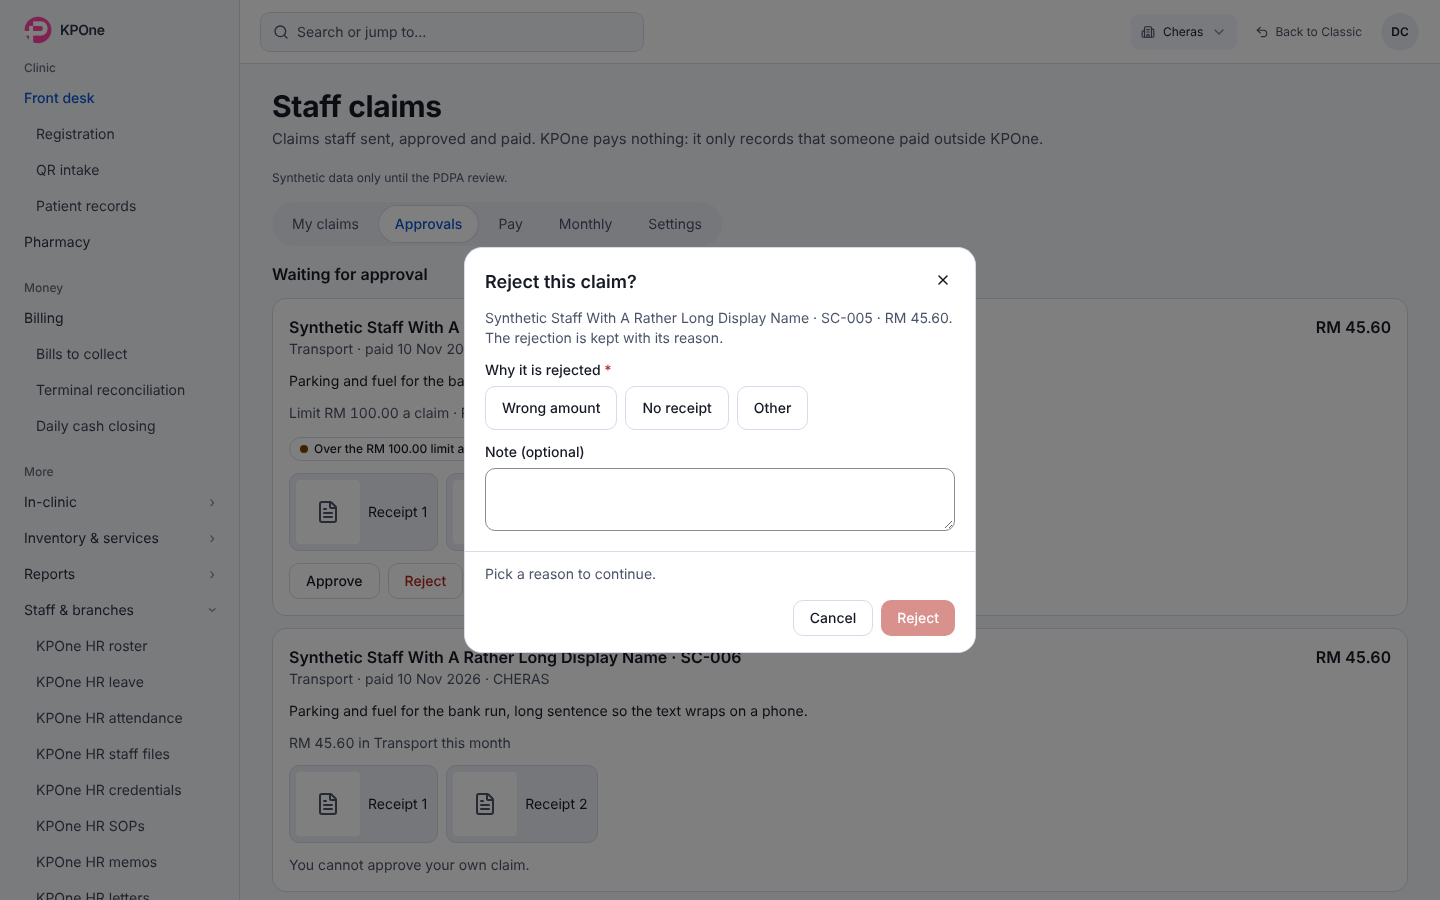 KPOne
Clinic
Front desk
Registration
QR intake
Patient records
Pharmacy
Money
Billing
Bills to collect
Terminal reconciliation
Daily cash closing
More
In-clinic
Inventory & services
Reports
Staff & branches
KPOne HR roster
KPOne HR leave
KPOne HR attendance
KPOne HR staff files
KPOne HR credentials
KPOne HR SOPs
KPOne HR memos
KPOne HR letters
Search or jump to...
Cheras
Back to Classic
DC
Staff claims
Claims staff sent, approved and paid. KPOne pays nothing: it only records that someone paid outside KPOne.
Synthetic data only until the PDPA review.
My claims Approvals Pay Monthly Settings
Waiting for approval
Synthetic Staff With A
RM 45.60
Transport · paid 10 Nov 20
Parking and fuel for the ba
Limit RM 100.00 a claim ·
Over the RM 100.00 limit a
Receipt 1
Approve Reject
Reject this claim?
Synthetic Staff With A Rather Long Display Name · SC-005 · RM 45.60.
The rejection is kept with its reason.
Why it is rejected *
Wrong amount No receipt Other
Note (optional)
Pick a reason to continue.
Cancel Reject
Synthetic Staff With A Rather Long Display Name · SC-006
RM 45.60
Transport · paid 10 Nov 2026 · CHERAS
Parking and fuel for the bank run, long sentence so the text wraps on a phone.
RM 45.60 in Transport this month
Receipt 1 Receipt 2
You cannot approve your own claim.